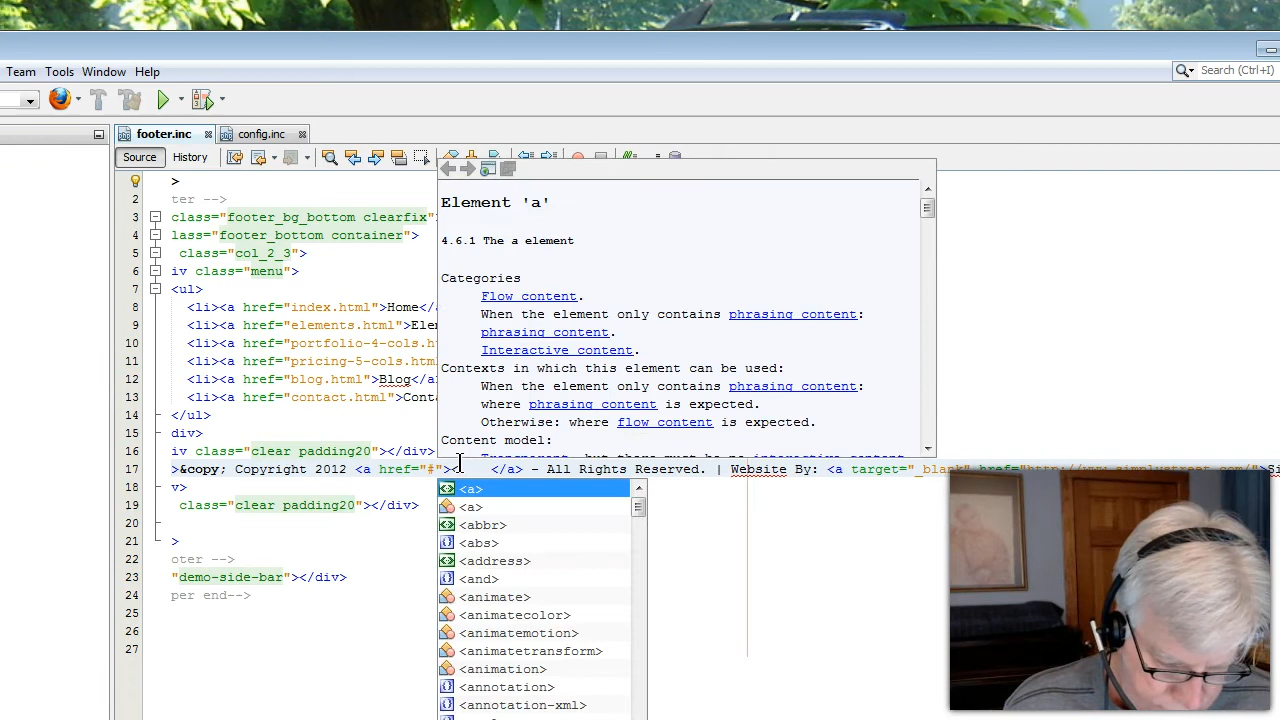 Team Tools Window Help
Search (Ctrl+I)
footer.inc config.inc
Source History
>
2 ter -->
3 class="footer_bg_bottom clearfix"
4 lass="footer_bottom container">
5 class="col_2_3">
6 iv class="menu">
7 <ul>
8 <li><a href="index.html">Home</
9 <li><a href="elements.html">Ele
10 <li><a href="portfolio-4-cols.h
11 <li><a href="pricing-5-cols.htm
12 <li><a href="blog.html">Blog</a
13 <li><a href="contact.html">Cont
14 </ul>
15 div>
16 iv class="clear padding20"></div>
17 >&copy; Copyright 2012 <a href="#">< </a> - All Rights Reserved. | Website By: <a target="_blank" href="http://www.simplustreet.com/">Si
18 v>
19 class="clear padding20"></div>
20
21 >
22 oter -->
23 "demo-side-bar"></div>
24 per end-->
25
26
27
Element 'a'
4.6.1 The a element
Categories
Flow content.
When the element only contains phrasing content:
phrasing content.
Interactive content.
Contexts in which this element can be used:
When the element only contains phrasing content:
where phrasing content is expected.
Otherwise: where flow content is expected.
Content model:
<a>
<a>
<abbr>
<abs>
<address>
<and>
<animate>
<animatecolor>
<animatemotion>
<animatetransform>
<animation>
<annotation>
<annotation-xml>